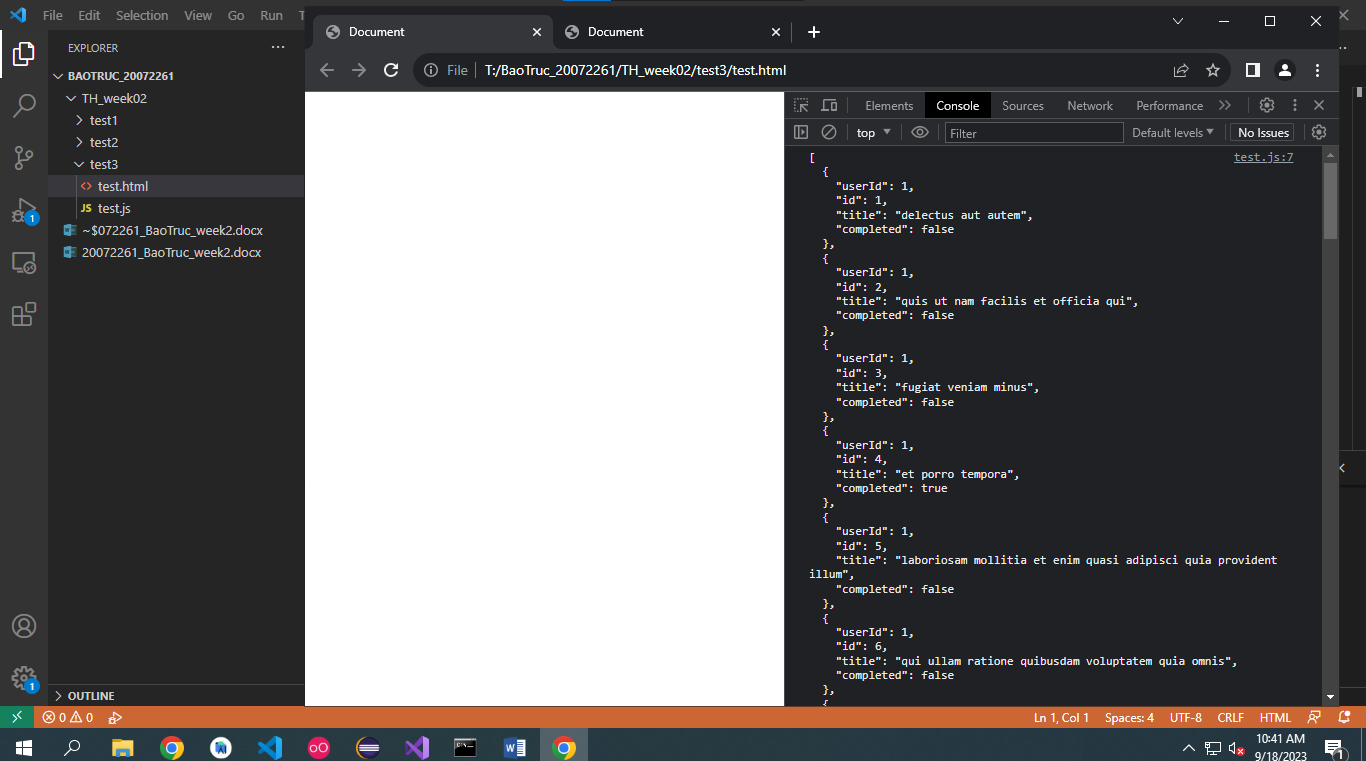 File Edit Selection View Go Run
EXPLORER
BAOTRUC_20072261
TH_week02
test1
test2
test3
<> test.html
JS test.js
~$072261_BaoTruc_week2.docx
20072261_BaoTruc_week2.docx
OUTLINE
1
1
Document
Document
File T:/BaoTruc_20072261/TH_week02/test3/test.html
Elements Console Sources Network Performance
top Filter Default levels No Issues
test.js:7
[
{
"userId": 1,
"id": 1,
"title": "delectus aut autem",
"completed": false
},
{
"userId": 1,
"id": 2,
"title": "quis ut nam facilis et officia qui",
"completed": false
},
{
"userId": 1,
"id": 3,
"title": "fugiat veniam minus",
"completed": false
},
{
"userId": 1,
"id": 4,
"title": "et porro tempora",
"completed": true
},
{
"userId": 1,
"id": 5,
"title": "laboriosam mollitia et enim quasi adipisci quia provident
illum",
"completed": false
},
{
"userId": 1,
"id": 6,
"title": "qui ullam ratione quibusdam voluptatem quia omnis",
"completed": false
},
{
0 0 Ln 1, Col 1 Spaces: 4 UTF-8 CRLF HTML
10:41 AM
9/18/2023
1